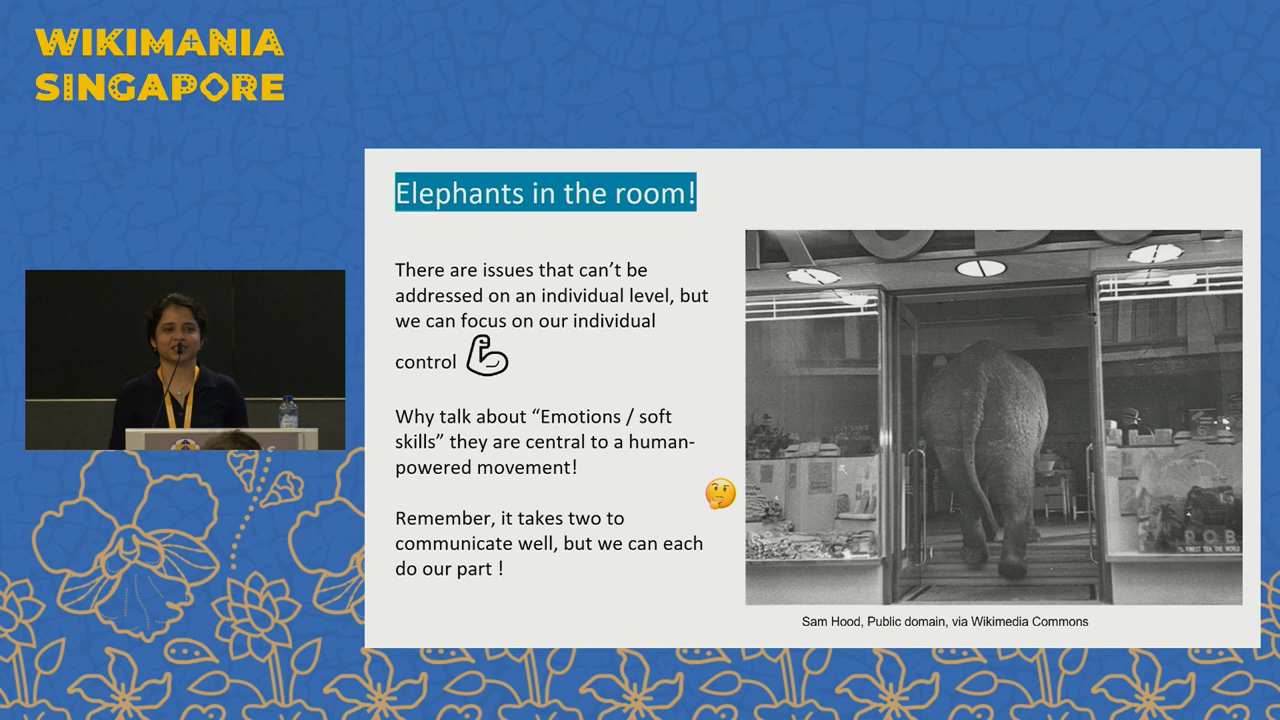 WIKIMANIA
SINGAPORE
Elephants in the room!
There are issues that can’t be
addressed on an individual level, but
we can focus on our individual
control
Why talk about “Emotions / soft
skills” they are central to a human-
powered movement!
Remember, it takes two to
communicate well, but we can each
do our part !
Sam Hood, Public domain, via Wikimedia Commons